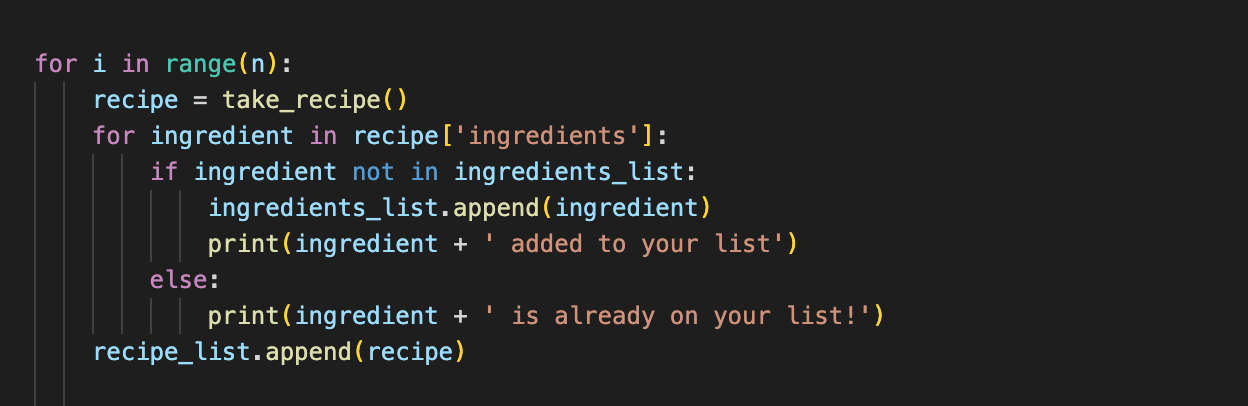 for i in range(n):
    recipe = take_recipe()
    for ingredient in recipe['ingredients']:
        if ingredient not in ingredients_list:
            ingredients_list.append(ingredient)
            print(ingredient + ' added to your list')
        else:
            print(ingredient + ' is already on your list!')
    recipe_list.append(recipe)